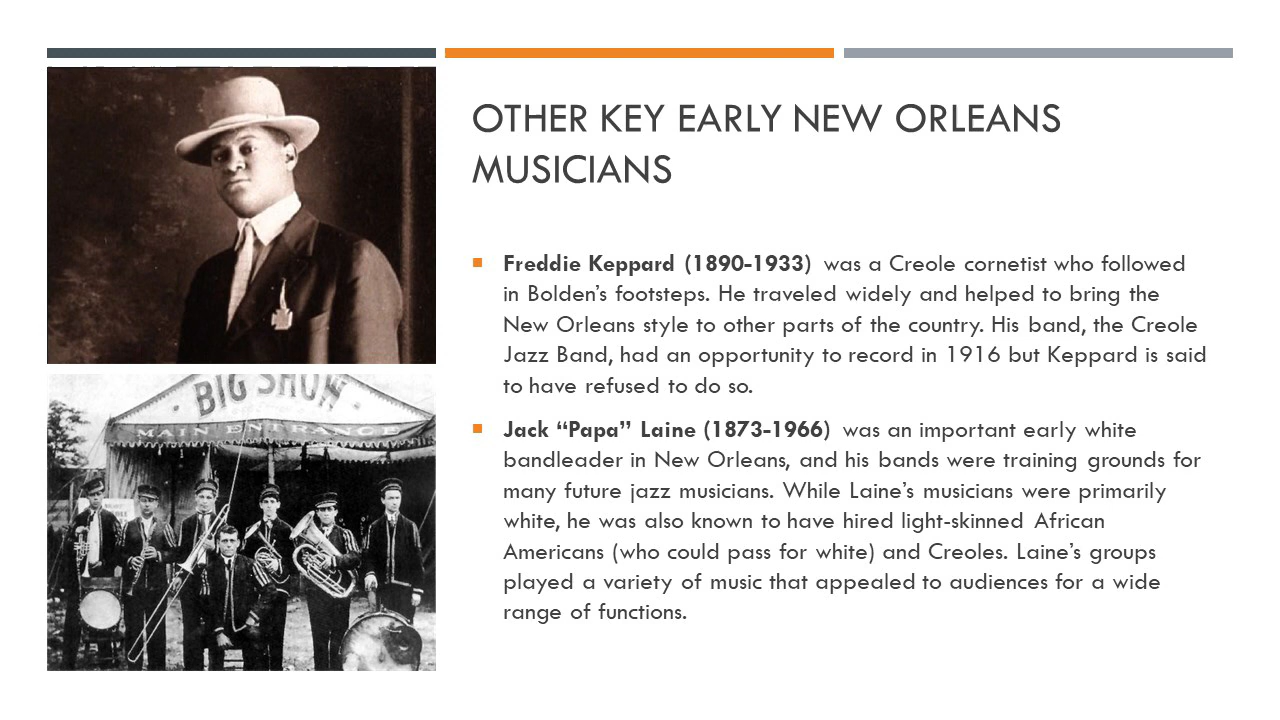 OTHER KEY EARLY NEW ORLEANS
MUSICIANS
Freddie Keppard (1890-1933) was a Creole cornetist who followed
in Bolden’s footsteps. He traveled widely and helped to bring the
New Orleans style to other parts of the country. His band, the Creole
Jazz Band, had an opportunity to record in 1916 but Keppard is said
to have refused to do so.
BIG SHOW
MAIN ENTRANCE
Jack “Papa” Laine (1873-1966) was an important early white
bandleader in New Orleans, and his bands were training grounds for
many future jazz musicians. While Laine’s musicians were primarily
white, he was also known to have hired light-skinned African
Americans (who could pass for white) and Creoles. Laine’s groups
played a variety of music that appealed to audiences for a wide
range of functions.